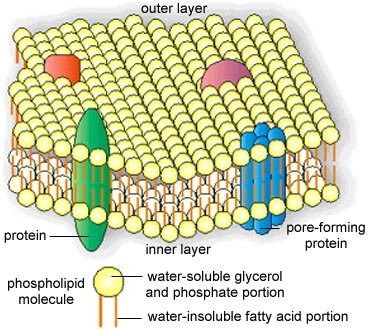 outer layer
protein
inner layer
pore-forming
protein
phospholipid
molecule
water-soluble glycerol
and phosphate portion
water-insoluble fatty acid portion